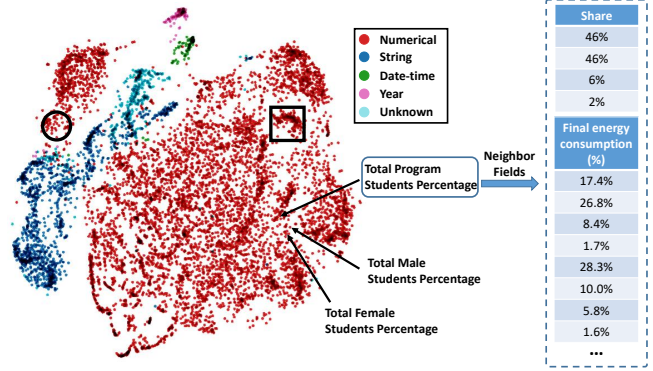 Numerical
String
Date-time
Year
Unknown
Total Program
Students Percentage
Neighbor
Fields
Total Male
Students Percentage
Total Female
Students Percentage
Share
46%
46%
6%
2%
Final energy
consumption
(%)
17.4%
26.8%
8.4%
1.7%
28.3%
10.0%
5.8%
1.6%
...